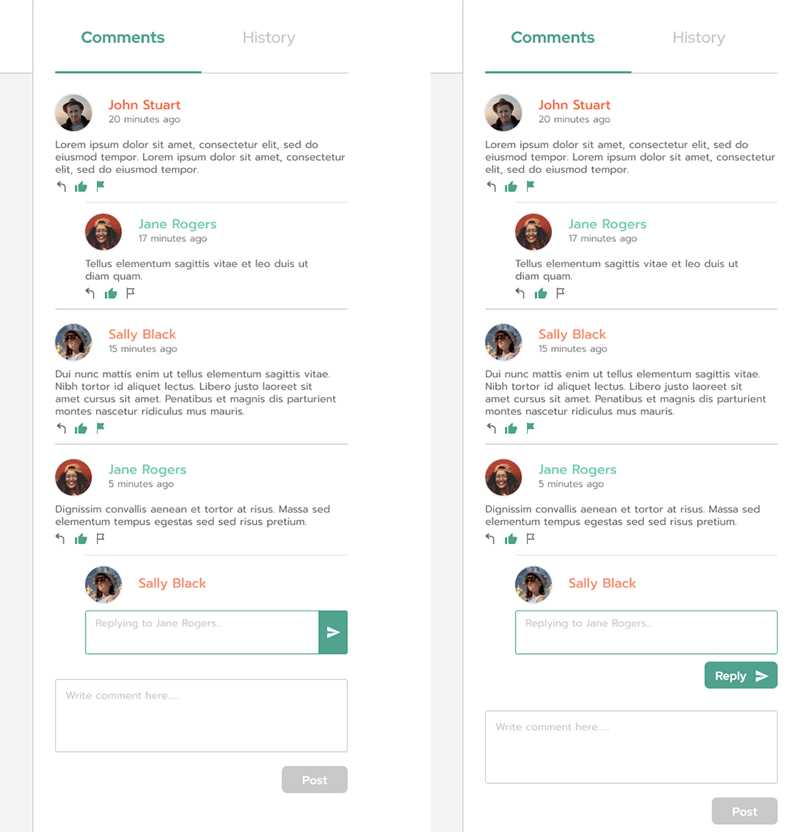 Comments History
John Stuart
20 minutes ago
Lorem ipsum dolor sit amet, consectetur elit, sed do
eiusmod tempor. Lorem ipsum dolor sit amet, consectetur
elit, sed do eiusmod tempor.
Jane Rogers
17 minutes ago
Tellus elementum sagittis vitae et leo duis ut
diam quam.
Sally Black
15 minutes ago
Dui nunc mattis enim ut tellus elementum sagittis vitae.
Nibh tortor id aliquet lectus. Libero justo laoreet sit
amet cursus sit amet. Penatibus et magnis dis parturient
montes nascetur ridiculus mus mauris.
Jane Rogers
5 minutes ago
Dignissim convallis aenean et tortor at risus. Massa sed
elementum tempus egestas sed sed risus pretium.
Sally Black
Replying to Jane Rogers..
Write comment here.....
Post
Comments History
John Stuart
20 minutes ago
Lorem ipsum dolor sit amet, consectetur elit, sed do
eiusmod tempor. Lorem ipsum dolor sit amet, consectetur
elit, sed do eiusmod tempor.
Jane Rogers
17 minutes ago
Tellus elementum sagittis vitae et leo duis ut
diam quam.
Sally Black
15 minutes ago
Dui nunc mattis enim ut tellus elementum sagittis vitae.
Nibh tortor id aliquet lectus. Libero justo laoreet sit
amet cursus sit amet. Penatibus et magnis dis parturient
montes nascetur ridiculus mus mauris.
Jane Rogers
5 minutes ago
Dignissim convallis aenean et tortor at risus. Massa sed
elementum tempus egestas sed sed risus pretium.
Sally Black
Replying to Jane Rogers..
Reply
Write comment here.....
Post